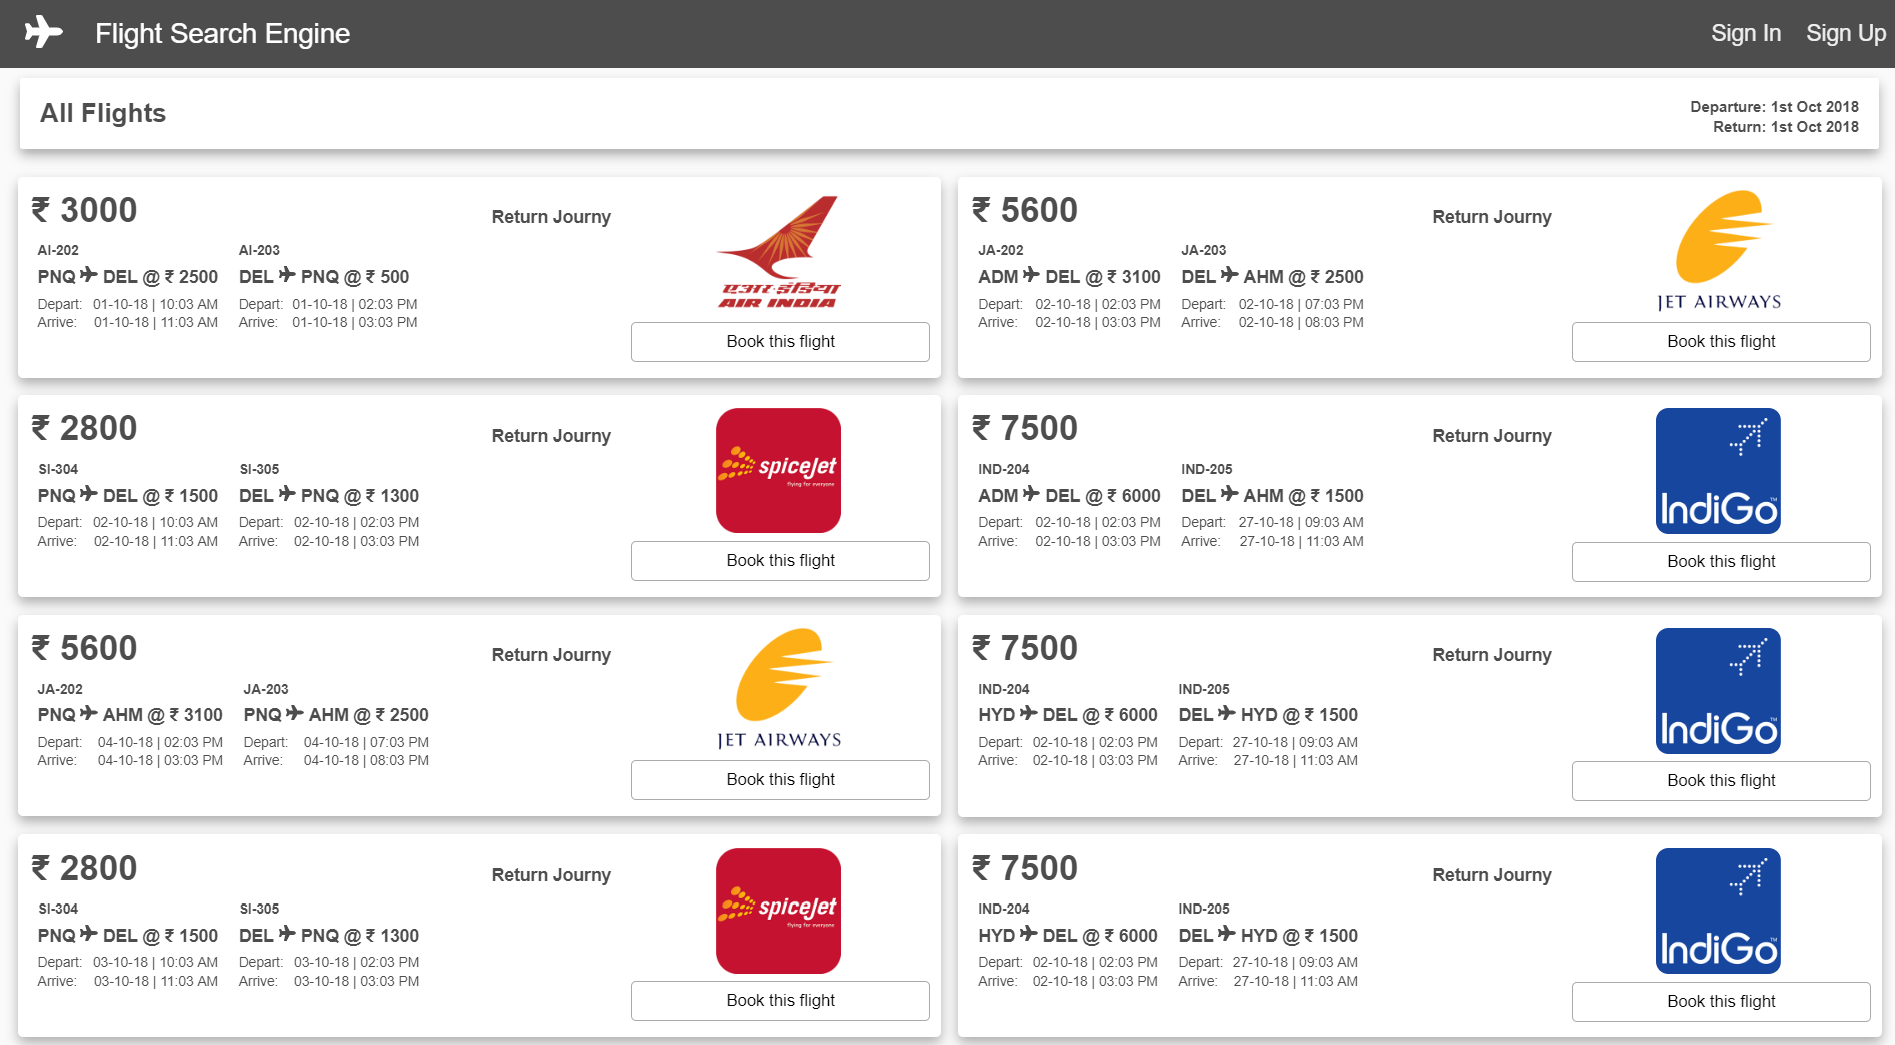 Flight Search Engine
Sign In Sign Up
All Flights
Departure: 1st Oct 2018
Return: 1st Oct 2018
₹ 3000
Return Journy
AI-202 AI-203
PNQ DEL @ ₹ 2500 DEL PNQ @ ₹ 500
Depart: 01-10-18 | 10:03 AM Depart: 01-10-18 | 02:03 PM
Arrive: 01-10-18 | 11:03 AM Arrive: 01-10-18 | 03:03 PM
एअर इंडिया
AIR INDIA
Book this flight
₹ 5600
Return Journy
JA-202 JA-203
ADM DEL @ ₹ 3100 DEL AHM @ ₹ 2500
Depart: 02-10-18 | 02:03 PM Depart: 02-10-18 | 07:03 PM
Arrive: 02-10-18 | 03:03 PM Arrive: 02-10-18 | 08:03 PM
JET AIRWAYS
Book this flight
₹ 2800
Return Journy
SI-304 SI-305
PNQ DEL @ ₹ 1500 DEL PNQ @ ₹ 1300
Depart: 02-10-18 | 10:03 AM Depart: 02-10-18 | 02:03 PM
Arrive: 02-10-18 | 11:03 AM Arrive: 02-10-18 | 03:03 PM
spiceJet
flying for everyone
Book this flight
₹ 7500
Return Journy
IND-204 IND-205
ADM DEL @ ₹ 6000 DEL AHM @ ₹ 1500
Depart: 02-10-18 | 02:03 PM Depart: 27-10-18 | 09:03 AM
Arrive: 02-10-18 | 03:03 PM Arrive: 27-10-18 | 11:03 AM
IndiGo™
Book this flight
₹ 5600
Return Journy
JA-202 JA-203
PNQ AHM @ ₹ 3100 PNQ AHM @ ₹ 2500
Depart: 04-10-18 | 02:03 PM Depart: 04-10-18 | 07:03 PM
Arrive: 04-10-18 | 03:03 PM Arrive: 04-10-18 | 08:03 PM
JET AIRWAYS
Book this flight
₹ 7500
Return Journy
IND-204 IND-205
HYD DEL @ ₹ 6000 DEL HYD @ ₹ 1500
Depart: 02-10-18 | 02:03 PM Depart: 27-10-18 | 09:03 AM
Arrive: 02-10-18 | 03:03 PM Arrive: 27-10-18 | 11:03 AM
IndiGo™
Book this flight
₹ 2800
Return Journy
SI-304 SI-305
PNQ DEL @ ₹ 1500 DEL PNQ @ ₹ 1300
Depart: 03-10-18 | 10:03 AM Depart: 03-10-18 | 02:03 PM
Arrive: 03-10-18 | 11:03 AM Arrive: 03-10-18 | 03:03 PM
spiceJet
flying for everyone
Book this flight
₹ 7500
Return Journy
IND-204 IND-205
HYD DEL @ ₹ 6000 DEL HYD @ ₹ 1500
Depart: 02-10-18 | 02:03 PM Depart: 27-10-18 | 09:03 AM
Arrive: 02-10-18 | 03:03 PM Arrive: 27-10-18 | 11:03 AM
IndiGo™
Book this flight